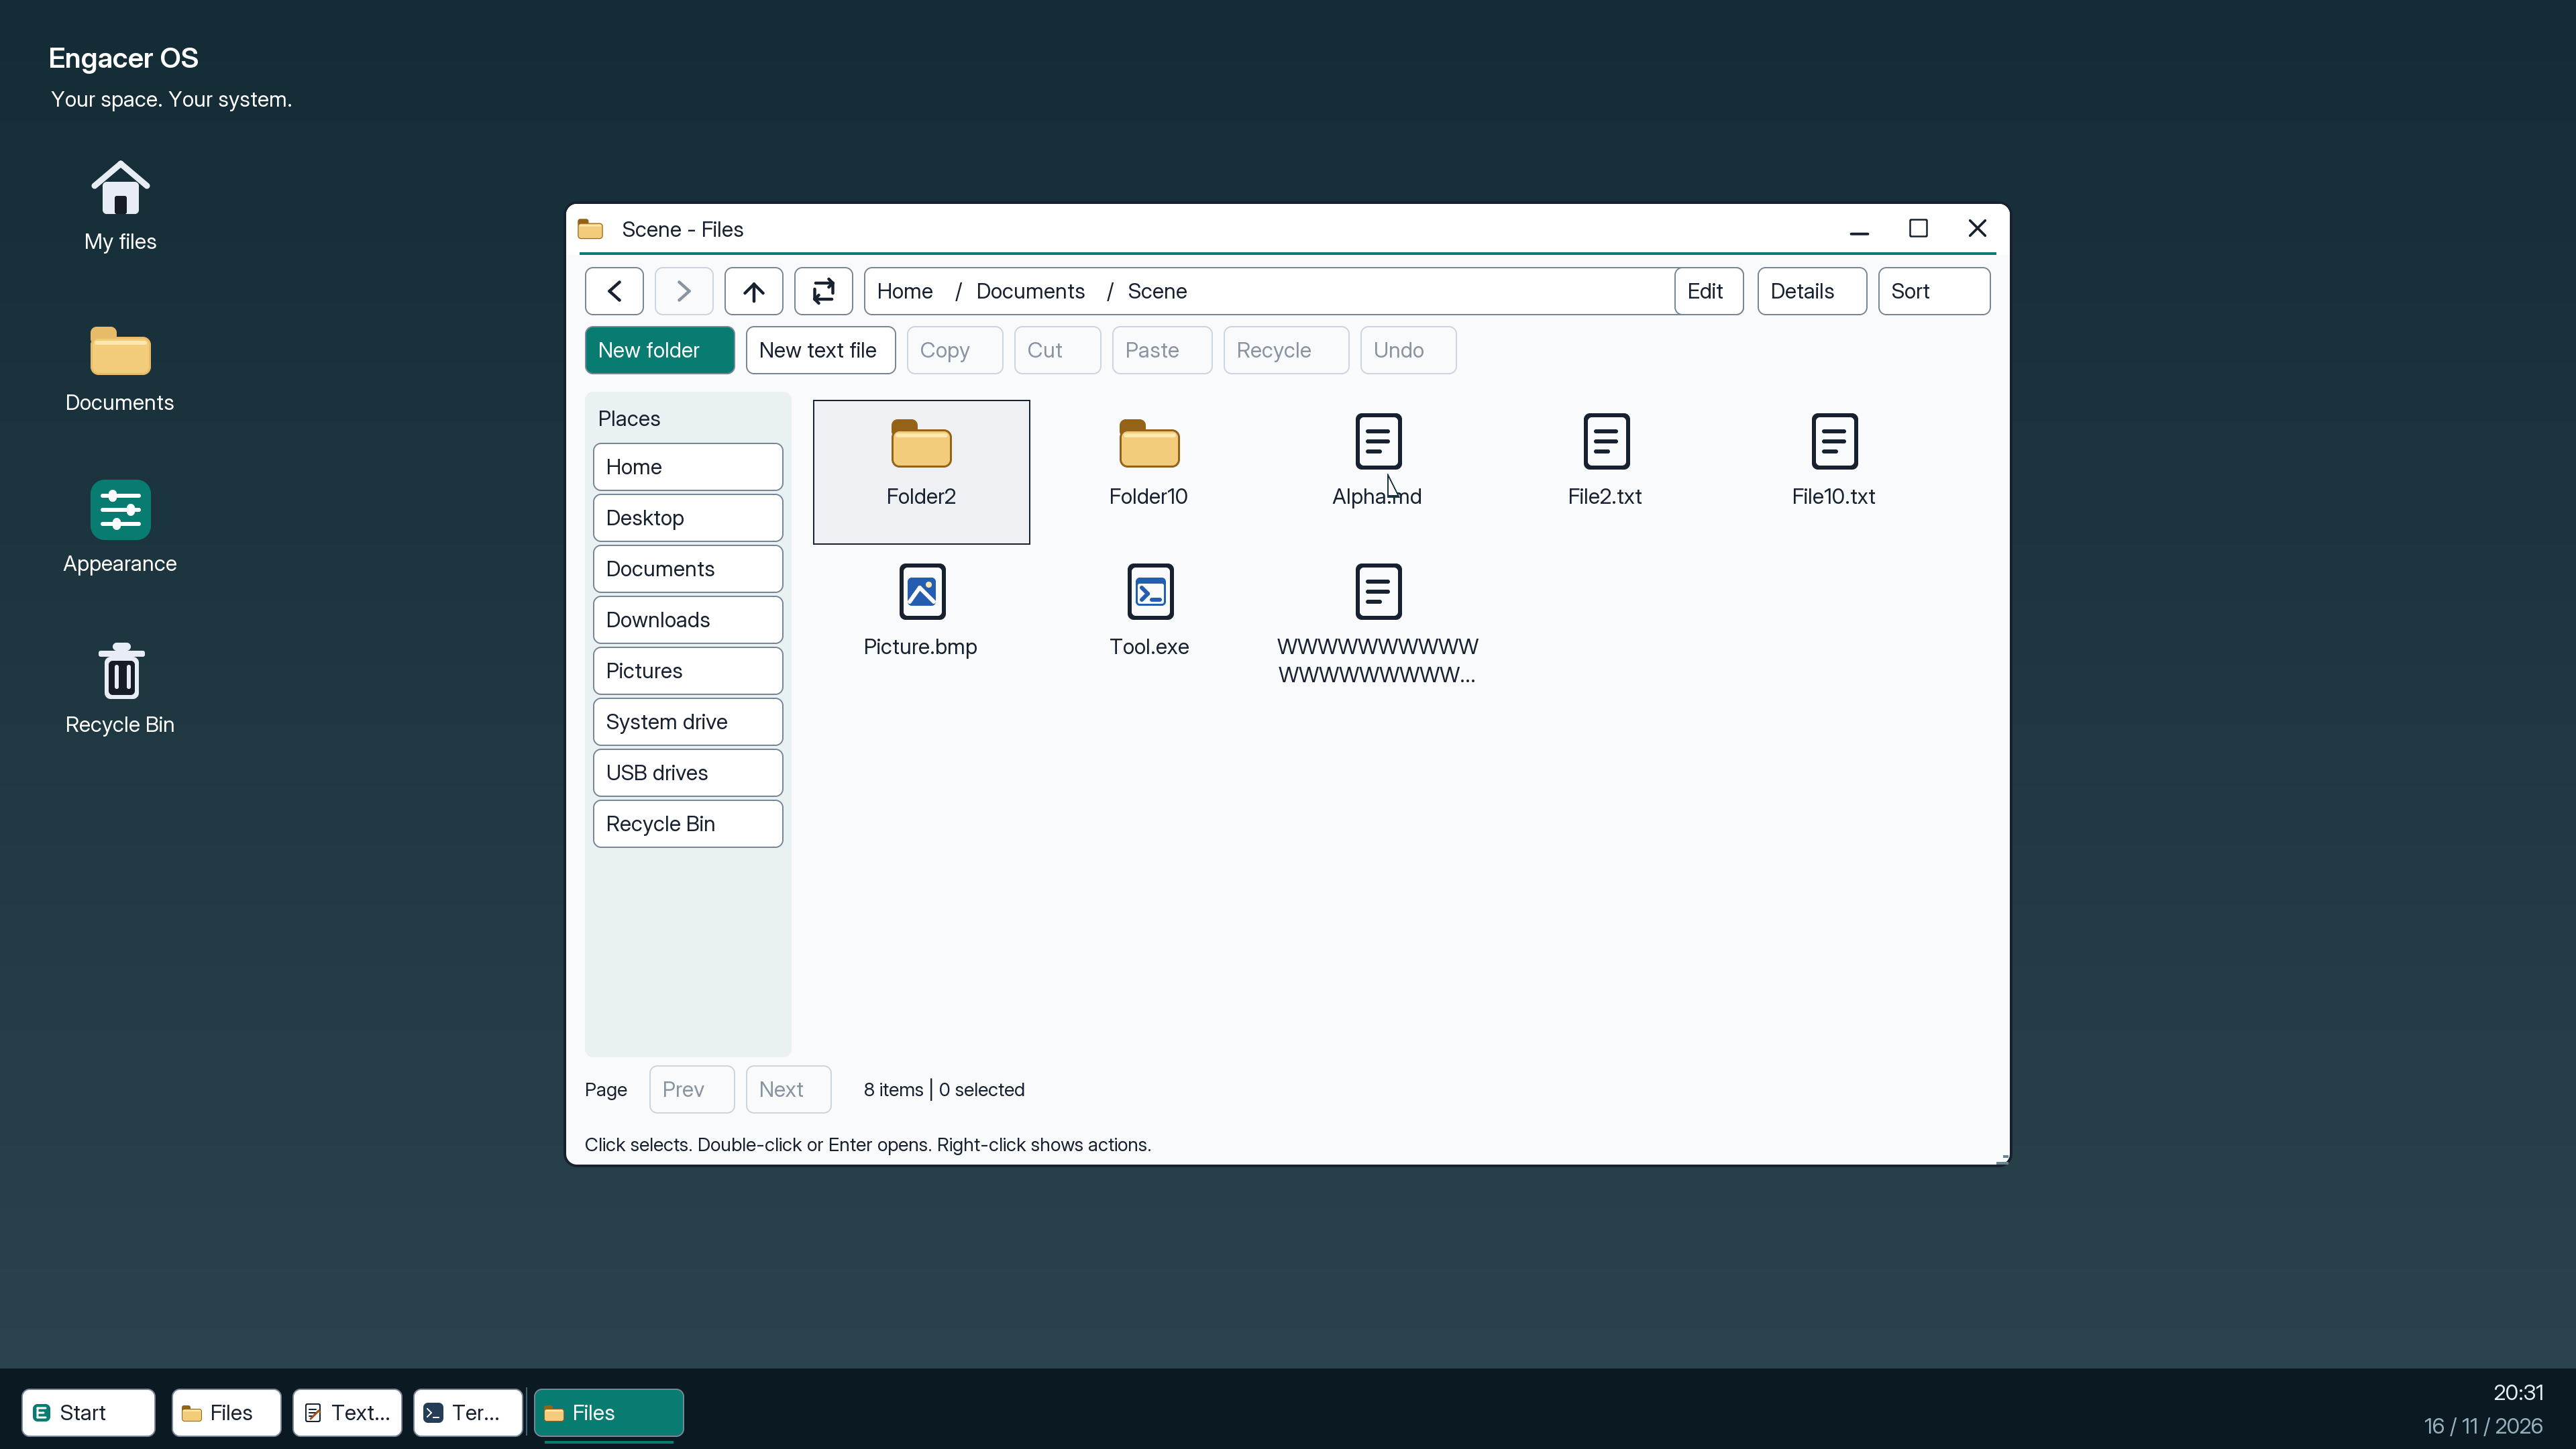 Engacer OS
Your space. Your system.
My files
Documents
Appearance
Recycle Bin
Scene - Files
Home / Documents / Scene
Edit
Details
Sort
New folder
New text file
Copy
Cut
Paste
Recycle
Undo
Places
Home
Desktop
Documents
Downloads
Pictures
System drive
USB drives
Recycle Bin
Folder2
Folder10
Alpha.md
File2.txt
File10.txt
Picture.bmp
Tool.exe
WWWWWWWWWW
WWWWWWWWW...
Page
Prev
Next
8 items | 0 selected
Click selects. Double-click or Enter opens. Right-click shows actions.
Start
Files
Text...
Ter...
Files
20:31
16 / 11 / 2026